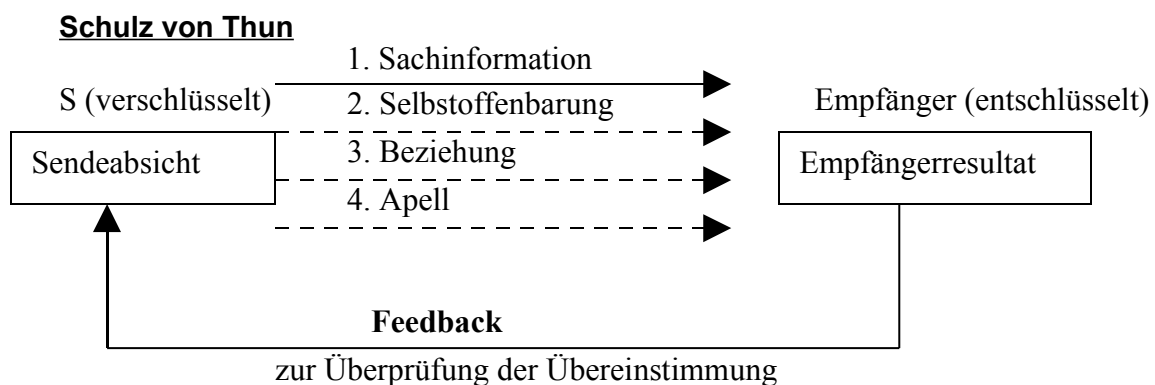 Schulz von Thun
1. Sachinformation
S (verschlüsselt)
2. Selbstoffenbarung
Empfänger (entschlüsselt)
Sendeabsicht
3. Beziehung
Empfängerresultat
4. Apell
Feedback
zur Überprüfung der Übereinstimmung